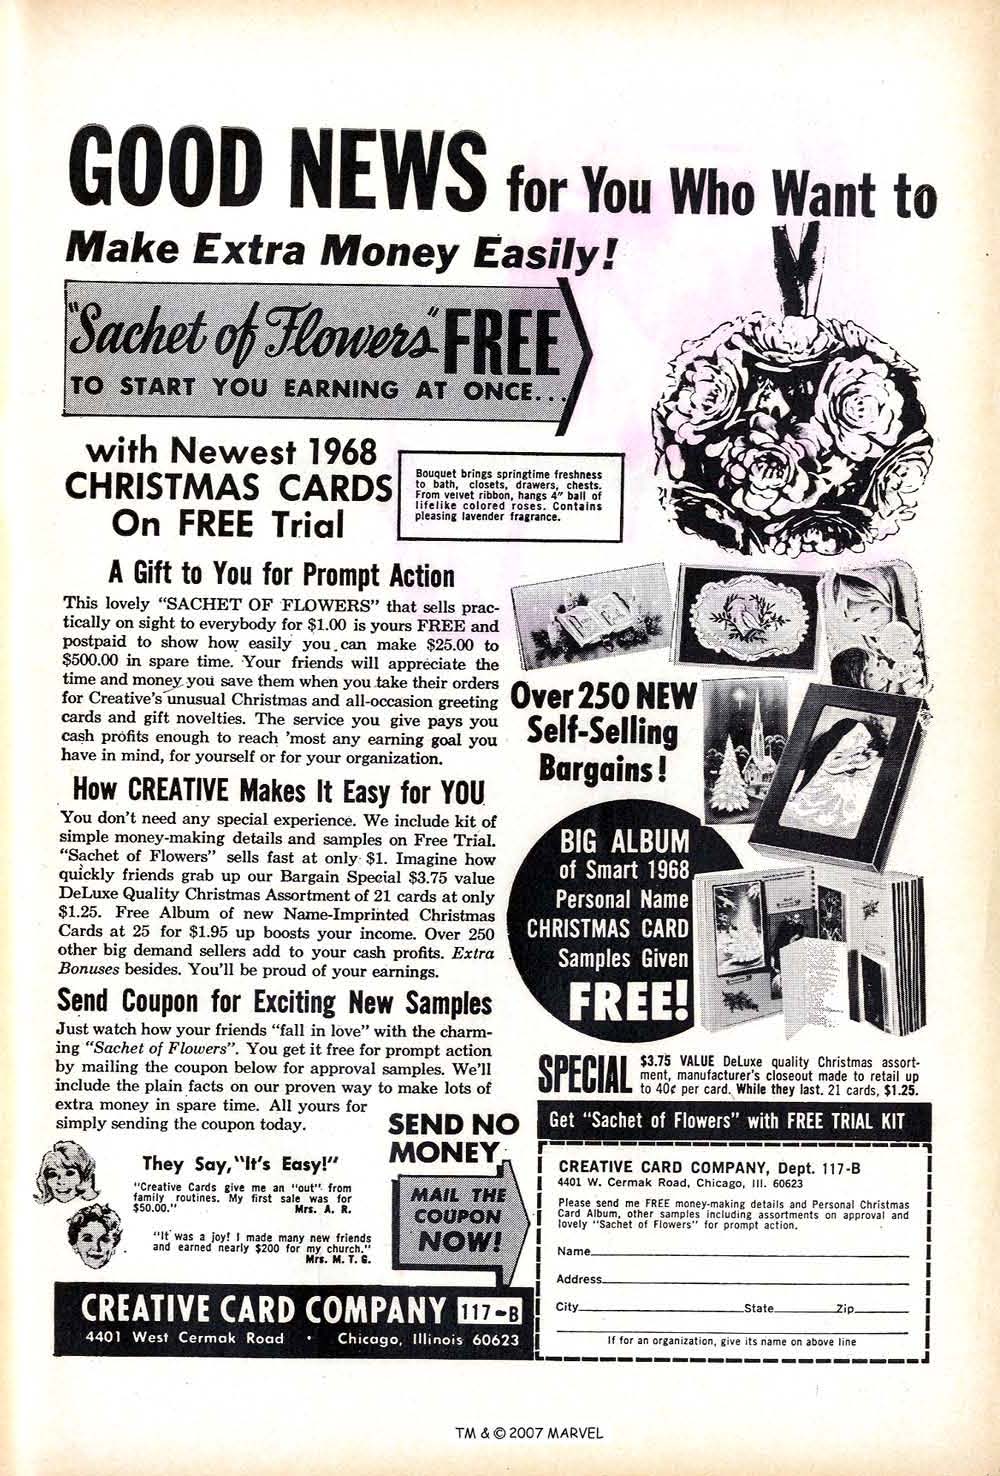 GOOD NEWS for You Who Want to
Make Extra Money Easily!
"Sachet of Flowers" FREE
TO START YOU EARNING AT ONCE...
with Newest 1968
CHRISTMAS CARDS
On FREE Trial
Bouquet brings springtime freshness
to bath, closets, drawers, chests.
From velvet ribbon, hangs 4" ball of
lifelike colored roses. Contains
pleasing lavender fragrance.
A Gift to You for Prompt Action
This lovely "SACHET OF FLOWERS" that sells prac-
tically on sight to everybody for $1.00 is yours FREE and
postpaid to show how easily you can make $25.00 to
$500.00 in spare time. Your friends will appreciate the
time and money you save them when you take their orders
for Creative's unusual Christmas and all-occasion greeting
cards and gift novelties. The service you give pays you
cash profits enough to reach 'most any earning goal you
have in mind, for yourself or for your organization.
How CREATIVE Makes It Easy for YOU
You don't need any special experience. We include kit of
simple money-making details and samples on Free Trial.
"Sachet of Flowers" sells fast at only $1. Imagine how
quickly friends grab up our Bargain Special $3.75 value
DeLuxe Quality Christmas Assortment of 21 cards at only
$1.25. Free Album of new Name-Imprinted Christmas
Cards at 25 for $1.95 up boosts your income. Over 250
other big demand sellers add to your cash profits. Extra
Bonuses besides. You'll be proud of your earnings.
Send Coupon for Exciting New Samples
Just watch how your friends "fall in love" with the charm-
ing "Sachet of Flowers". You get it free for prompt action
by mailing the coupon below for approval samples. We'll
include the plain facts on our proven way to make lots of
extra money in spare time. All yours for
simply sending the coupon today.
They Say, "It's Easy!"
"Creative Cards give me an "out" from
family routines. My first sale was for
$50.00." Mrs. A. R.
"It was a joy! I made many new friends
and earned nearly $200 for my church."
Mrs. M. T. G.
SEND NO
MONEY
MAIL THE
COUPON
NOW!
CREATIVE CARD COMPANY 117-B
4401 West Cermak Road • Chicago, Illinois 60623
Over 250 NEW
Self-Selling
Bargains!
BIG ALBUM
of Smart 1968
Personal Name
CHRISTMAS CARD
Samples Given
FREE!
SPECIAL $3.75 VALUE DeLuxe quality Christmas assort-
ment, manufacturer's closeout made to retail up
to 40¢ per card. While they last. 21 cards, $1.25.
Get "Sachet of Flowers" with FREE TRIAL KIT
CREATIVE CARD COMPANY, Dept. 117-B
4401 W. Cermak Road, Chicago, Ill. 60623
Please send me FREE money-making details and Personal Christmas
Card Album, other samples including assortments on approval and
lovely "Sachet of Flowers" for prompt action.
Name
Address
City State Zip
If for an organization, give its name on above line
TM & © 2007 MARVEL